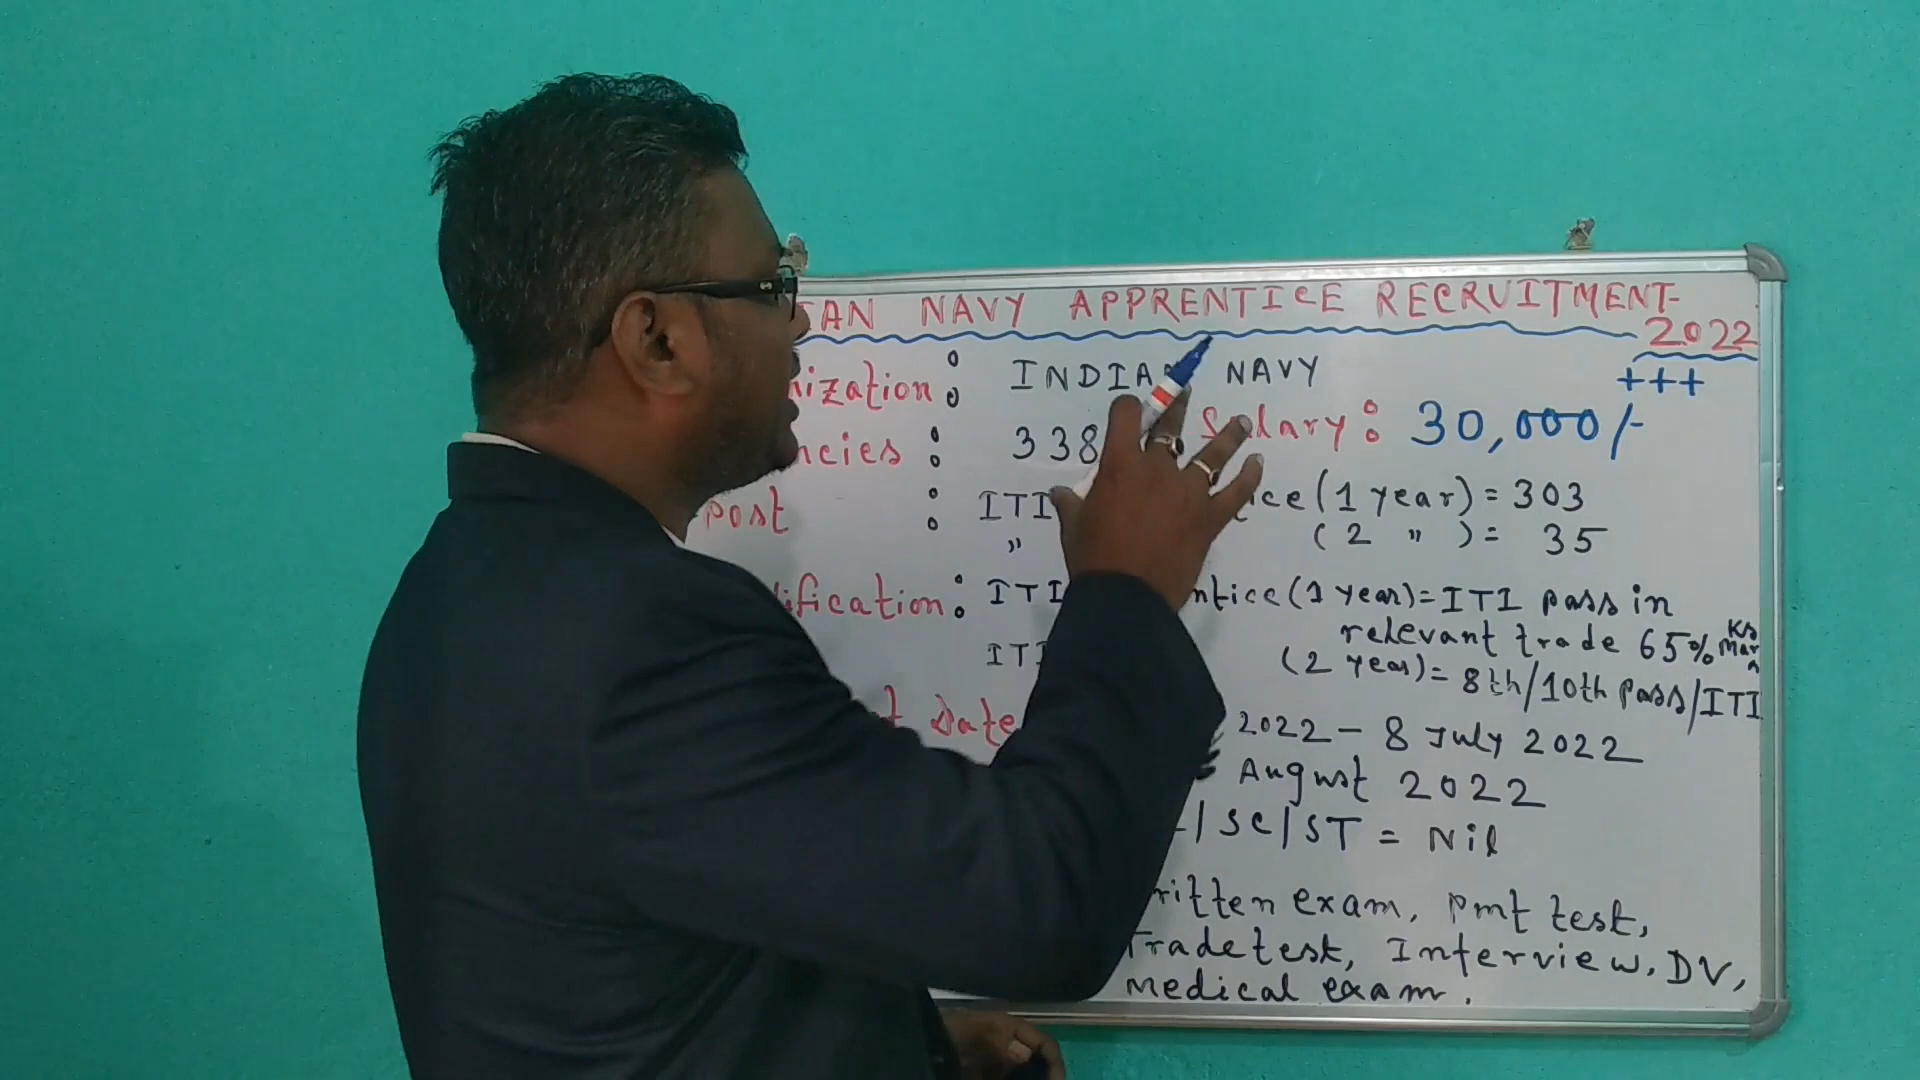 IAN NAVY APPRENTICE RECRUITMENT-
2022
nization : INDIAN NAVY +++
ncies : 338 Salary : 30,000/-
post : ITI ice (1 year) = 303
" (2 " ) = 35
ification : ITI ntice (1 year) = ITI pass in
relevant trade 65% Marks
ITI (2 year) = 8th/10th pass/ITI
t Date 2022 - 8 July 2022
August 2022
/SC/ST = Nil
ritten exam, pmt test,
Trade test, Interview, DV,
medical exam.